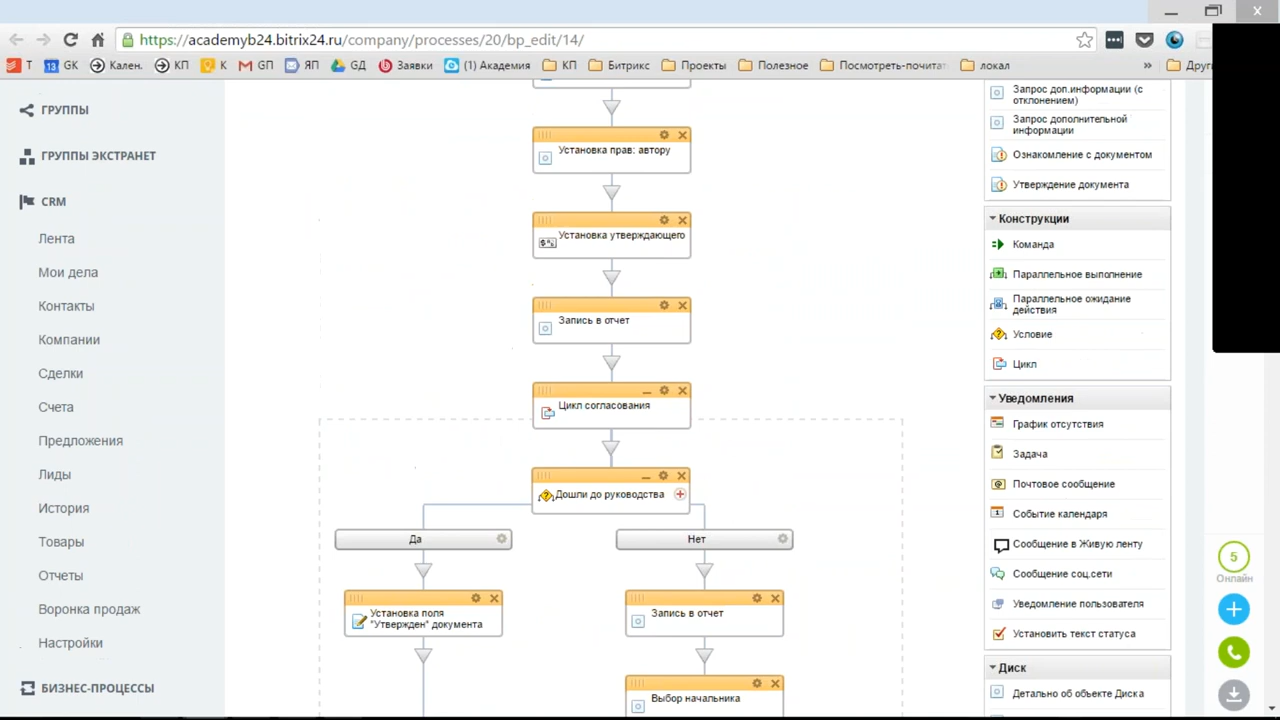 https://academyb24.bitrix24.ru/company/processes/20/bp_edit/14/
Т
GK
Кален.
КП
К
GП
ЯП
ГД
Заявки
(1) Академия
КП
Битрикс
Проекты
Полезное
Посмотреть-почитат
локал
»
Други
ГРУППЫ
ГРУППЫ ЭКСТРАНЕТ
CRM
Лента
Мои дела
Контакты
Компании
Сделки
Счета
Предложения
Лиды
История
Товары
Отчеты
Воронка продаж
Настройки
БИЗНЕС-ПРОЦЕССЫ
Установка прав: автору
Установка утверждающего
Запись в отчет
Цикл согласования
Дошли до руководства
Да
Нет
Установка поля
"Утвержден" документа
Запись в отчет
Выбор начальника
Запрос доп.информации (с
отклонением)
Запрос дополнительной
информации
Ознакомление с документом
Утверждение документа
Конструкции
Команда
Параллельное выполнение
Параллельное ожидание
действия
Условие
Цикл
Уведомления
График отсутствия
Задача
Почтовое сообщение
Событие календаря
Сообщение в Живую ленту
Сообщение соц.сети
Уведомление пользователя
Установить текст статуса
Диск
Детально об объекте Диска
5
Онлайн